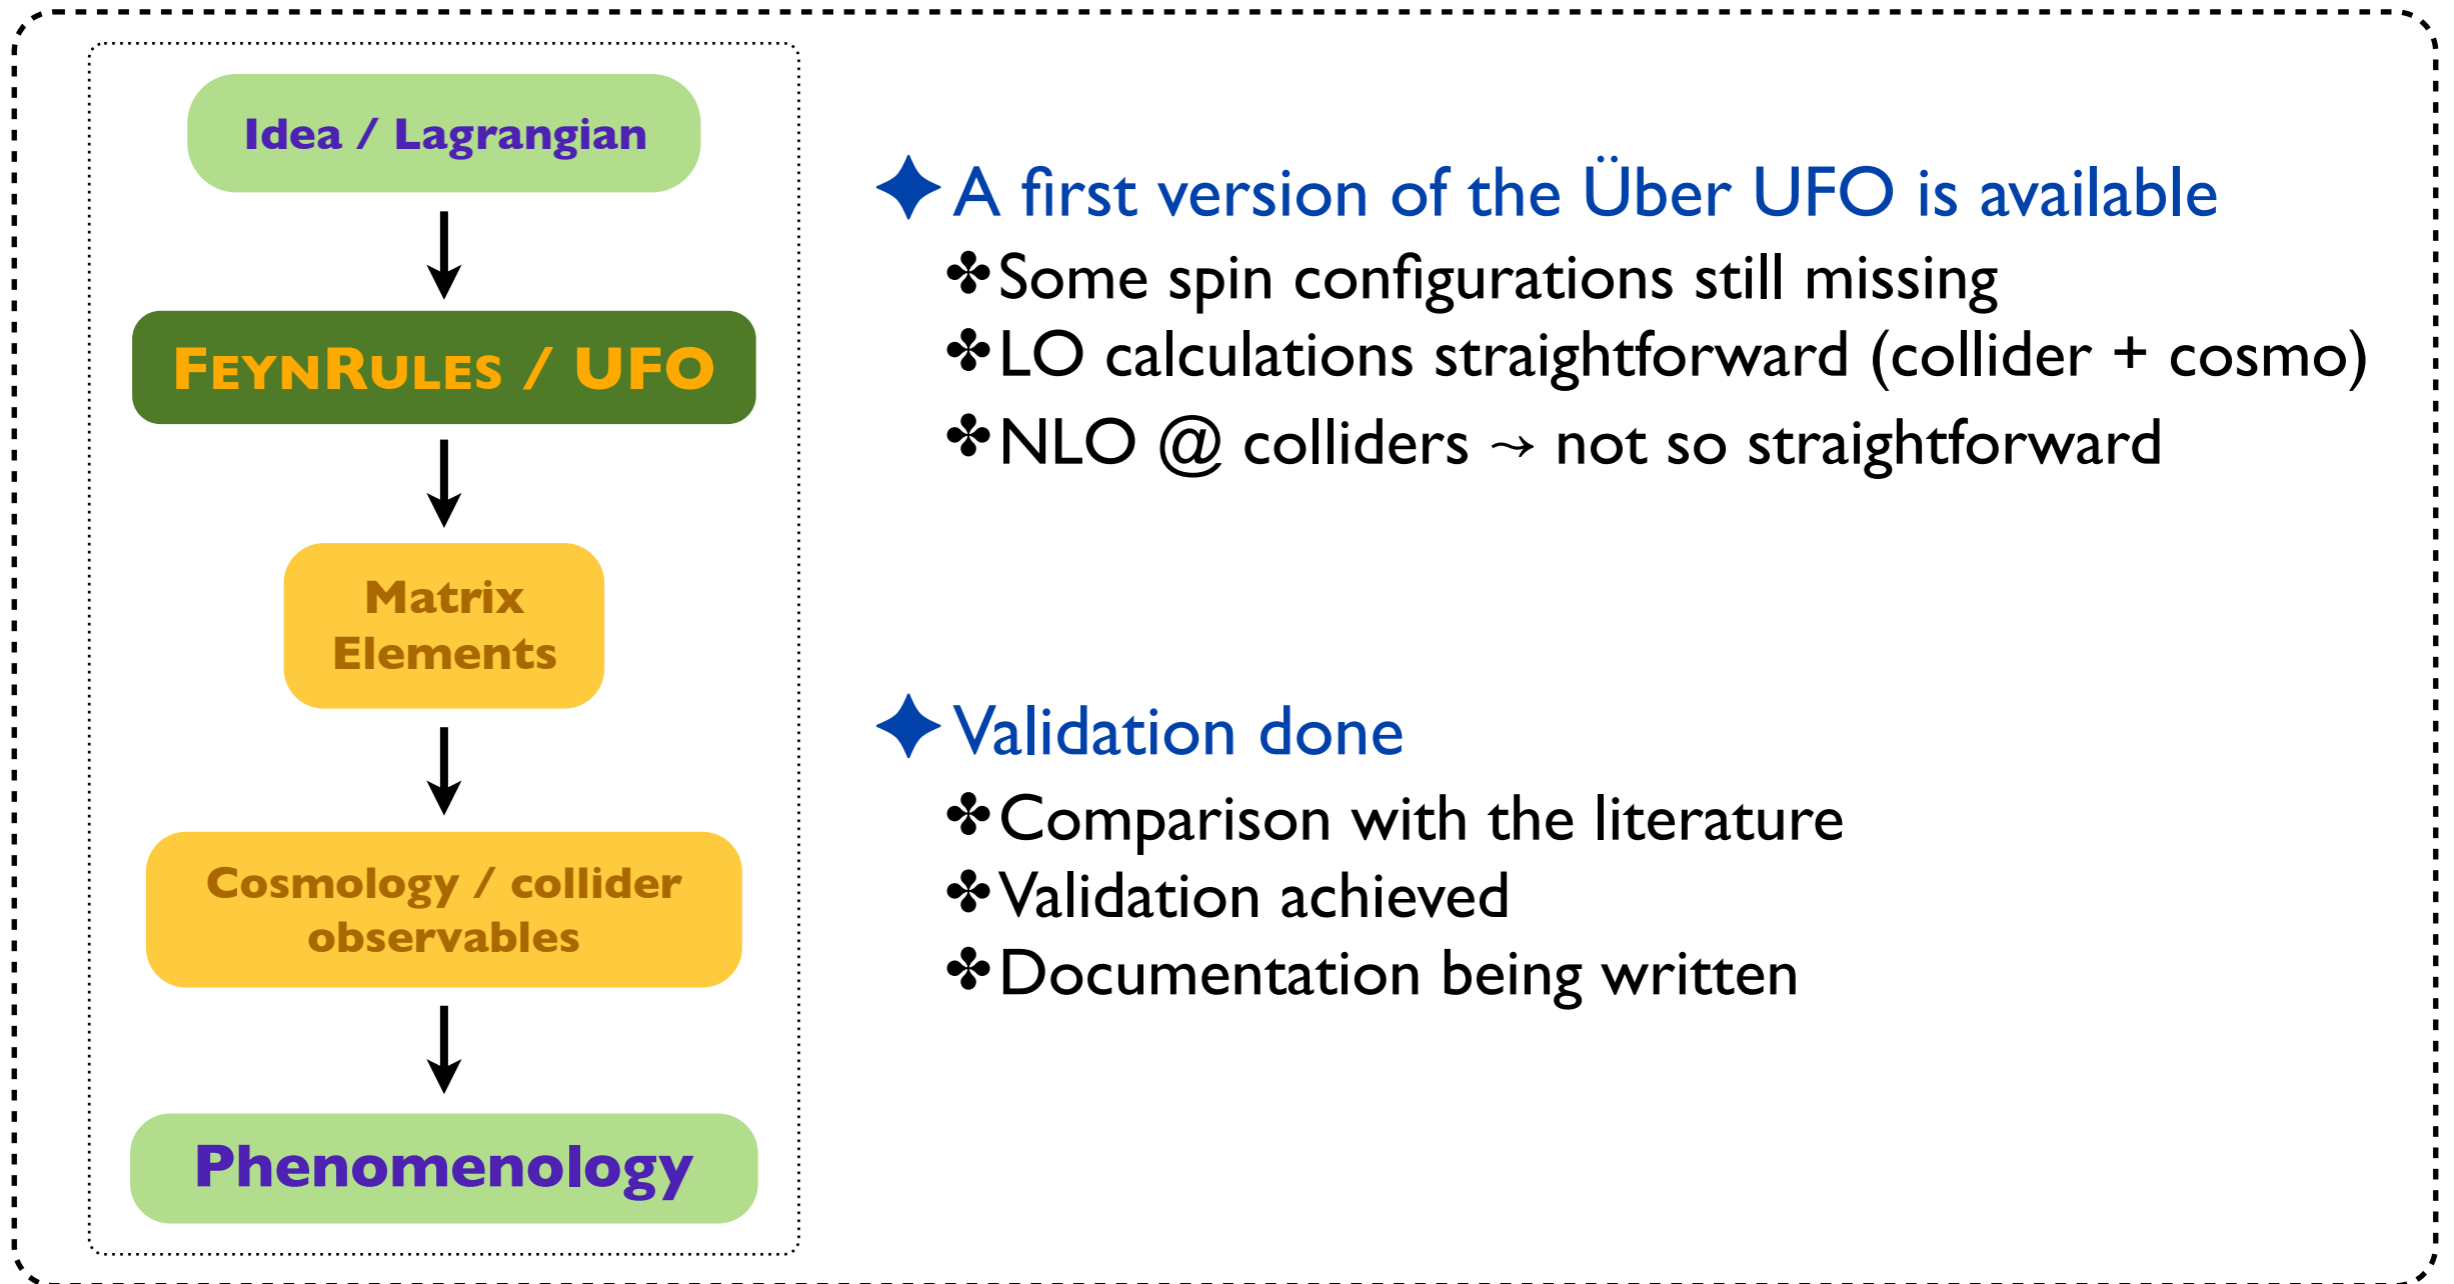 Idea / Lagrangian
FEYNRULES / UFO
Matrix
Elements
Cosmology / collider
observables
Phenomenology
✦ A first version of the Über UFO is available
✤ Some spin configurations still missing
✤ LO calculations straightforward (collider + cosmo)
✤ NLO @ colliders ⤳ not so straightforward
✦ Validation done
✤ Comparison with the literature
✤ Validation achieved
✤ Documentation being written